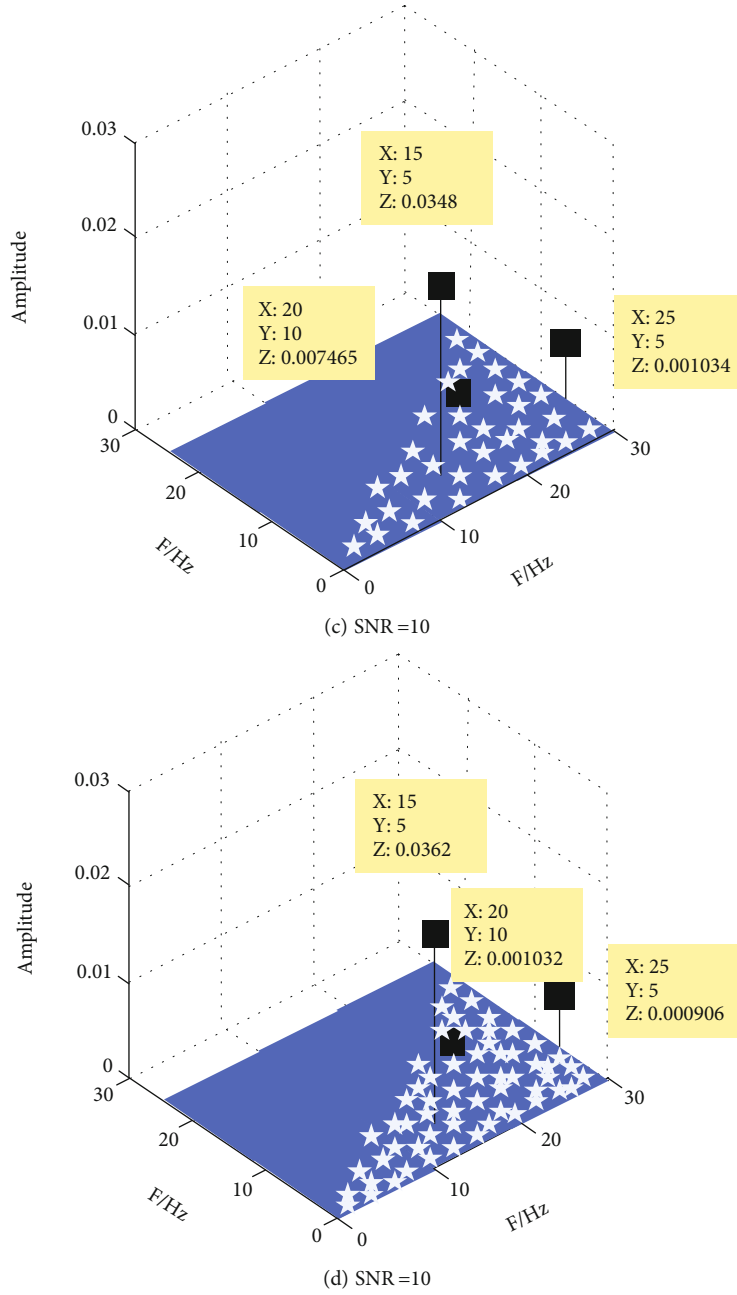 0.03
0.02
0.01
0
Amplitude
X: 15
Y: 5
Z: 0.0348
X: 20
Y: 10
Z: 0.007465
X: 25
Y: 5
Z: 0.001034
30
20
10
0
F/Hz
0
10
20
30
F/Hz
(c) SNR =10
0.03
0.02
0.01
0
Amplitude
X: 15
Y: 5
Z: 0.0362
X: 20
Y: 10
Z: 0.001032
X: 25
Y: 5
Z: 0.000906
30
20
10
0
F/Hz
0
10
20
30
F/Hz
(d) SNR =10